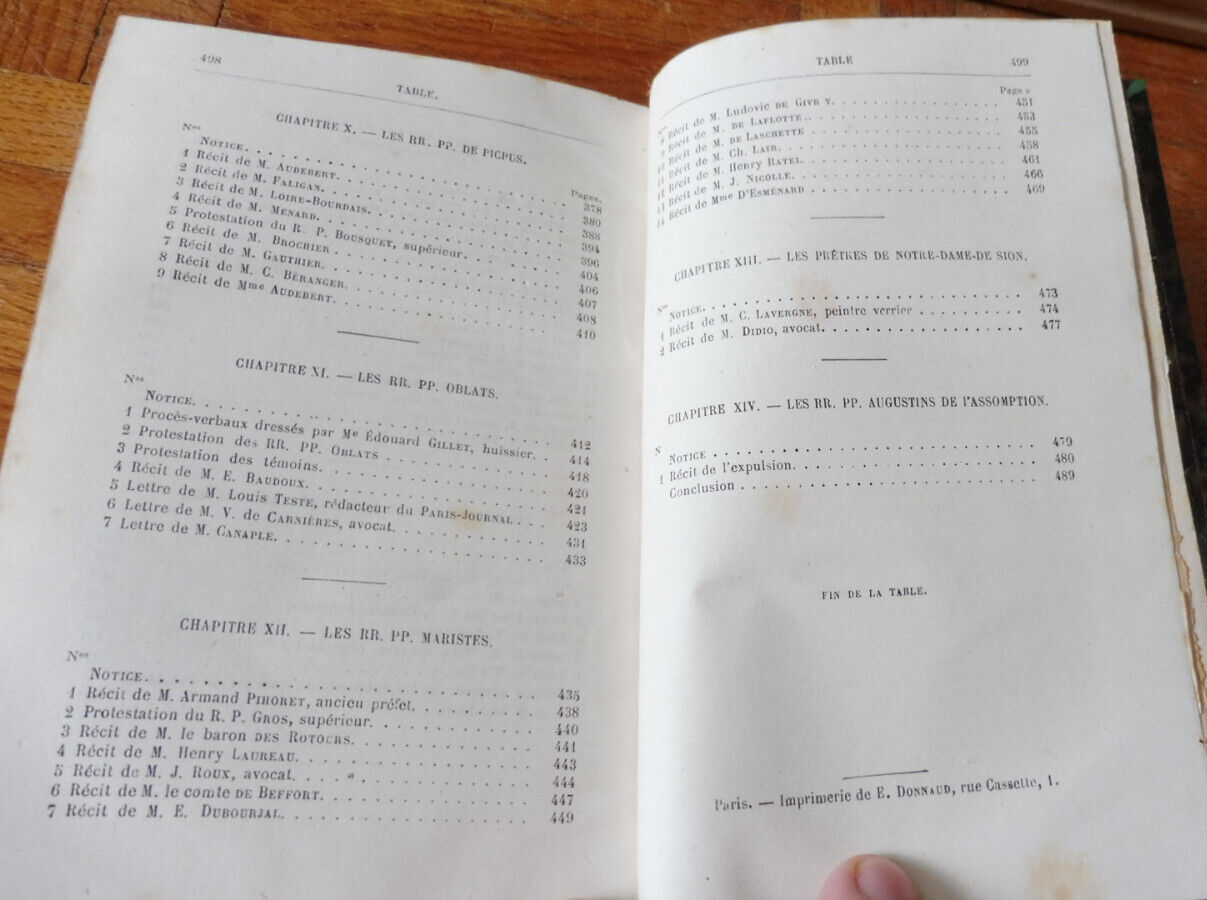 498
TABLE.
CHAPITRE X. — LES RR. PP. DE PICPUS.
Nos Pages.
NOTICE. 378
1 Récit de M. AUDEBERT. 380
2 Récit de M. FALIGAN. 388
3 Récit de M. LOIRE-BOURDAIS. 394
4 Récit de M. MENARD. 396
5 Protestation du R. P. BOUSQUET, supérieur. 404
6 Récit de M. BROCHIER. 406
7 Récit de M. GAUTHIER. 407
8 Récit de M. C. BÉRANGER. 408
9 Récit de Mme AUDEBERT. 410
CHAPITRE XI. — LES RR. PP. OBLATS.
Nos
NOTICE. 412
1 Procès-verbaux dressés par Me Édouard GILLET, huissier. 414
2 Protestation des RR. PP. OBLATS 418
3 Protestation des témoins. 420
4 Récit de M. E. BAUDOUX. 421
5 Lettre de M. Louis TESTE, rédacteur du PARIS-JOURNAL 423
6 Lettre de M. V. de CARNIÈRES, avocat. 431
7 Lettre de M. CANAPLE. 433
CHAPITRE XII. — LES RR. PP. MARISTES.
Nos
NOTICE. 435
1 Récit de M. Armand PIHORET, ancien préfet. 438
2 Protestation du R. P. GROS, supérieur. 440
3 Récit de M. le baron DES ROTOURS. 441
4 Récit de M. Henry LAUREAU. 443
5 Récit de M. J. ROUX, avocat. 444
6 Récit de M. le comte DE BEFFORT. 447
7 Récit de M. E. DUBOURJAL. 449
TABLE 499
Nos Page s
8 Récit de M. Ludovic DE GIVR Y. 451
9 Récit de M. DE LAFLOTTE. 453
10 Récit de M. DE LASCHETTE 455
11 Récit de M. Ch. LAIR. 458
12 Récit de M. Henry RATEL. 461
13 Récit de M. J. NICOLLE. 466
14 Récit de Mme D'ESMÉNARD 469
CHAPITRE XIII. — LES PRÊTRES DE NOTRE-DAME-DE SION.
Nos
NOTICE. 473
1 Récit de M. C. LAVERGNE, peintre verrier 474
2 Récit de M. DIDIO, avocat. 477
CHAPITRE XIV. — LES RR. PP. AUGUSTINS DE L'ASSOMPTION.
N
NOTICE 479
1 Récit de l'expulsion. 480
Conclusion 489
FIN DE LA TABLE.
Paris. — Imprimerie de E. DONNAUD, rue Cassette, 1.